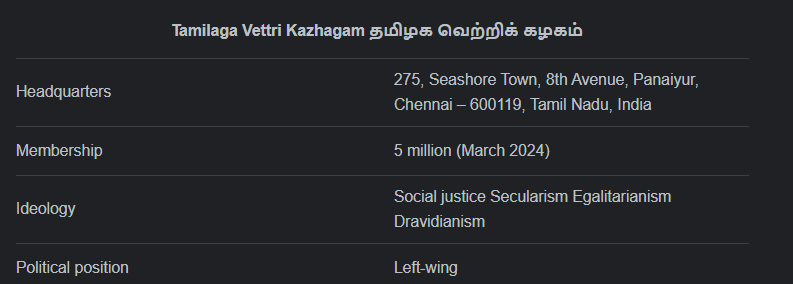 Tamilaga Vettri Kazhagam தமிழக வெற்றிக் கழகம்
Headquarters
275, Seashore Town, 8th Avenue, Panaiyur,
Chennai – 600119, Tamil Nadu, India
Membership
5 million (March 2024)
Ideology
Social justice Secularism Egalitarianism
Dravidianism
Political position
Left-wing